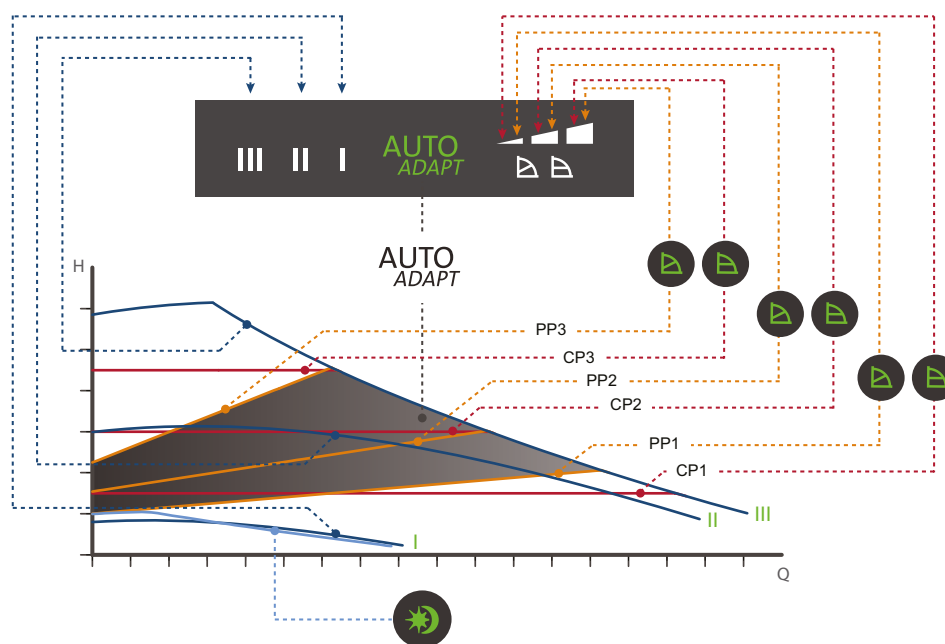 III II I AUTO
ADAPT
AUTO
ADAPT
H
PP3
CP3
PP2
CP2
PP1
CP1
III
II
I
Q